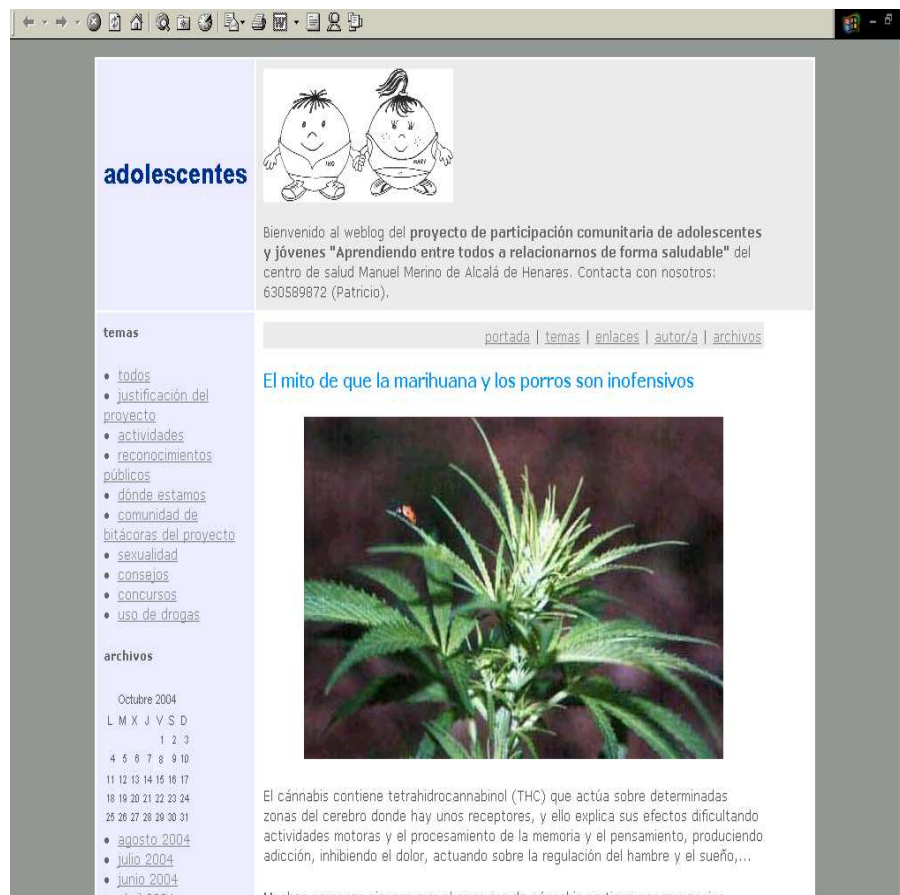 adolescentes
Bienvenido al weblog del proyecto de participación comunitaria de adolescentes
y jóvenes "Aprendiendo entre todos a relacionarnos de forma saludable" del
centro de salud Manuel Merino de Alcalá de Henares. Contacta con nosotros:
630589872 (Patricio).
temas
• todos
• justificación del
proyecto
• actividades
• reconocimientos
públicos
• dónde estamos
• comunidad de
bitácoras del proyecto
• sexualidad
• consejos
• concursos
• uso de drogas
archivos
Octubre 2004
L M X J V S D
1 2 3
4 5 6 7 8 9 10
11 12 13 14 15 16 17
18 19 20 21 22 23 24
25 26 27 28 29 30 31
• agosto 2004
• julio 2004
• junio 2004
portada | temas | enlaces | autor/a | archivos
El mito de que la marihuana y los porros son inofensivos
El cánnabis contiene tetrahidrocannabinol (THC) que actúa sobre determinadas
zonas del cerebro donde hay unos receptores, y ello explica sus efectos dificultando
actividades motoras y el procesamiento de la memoria y el pensamiento, produciendo
adicción, inhibiendo el dolor, actuando sobre la regulación del hambre y el sueño,...